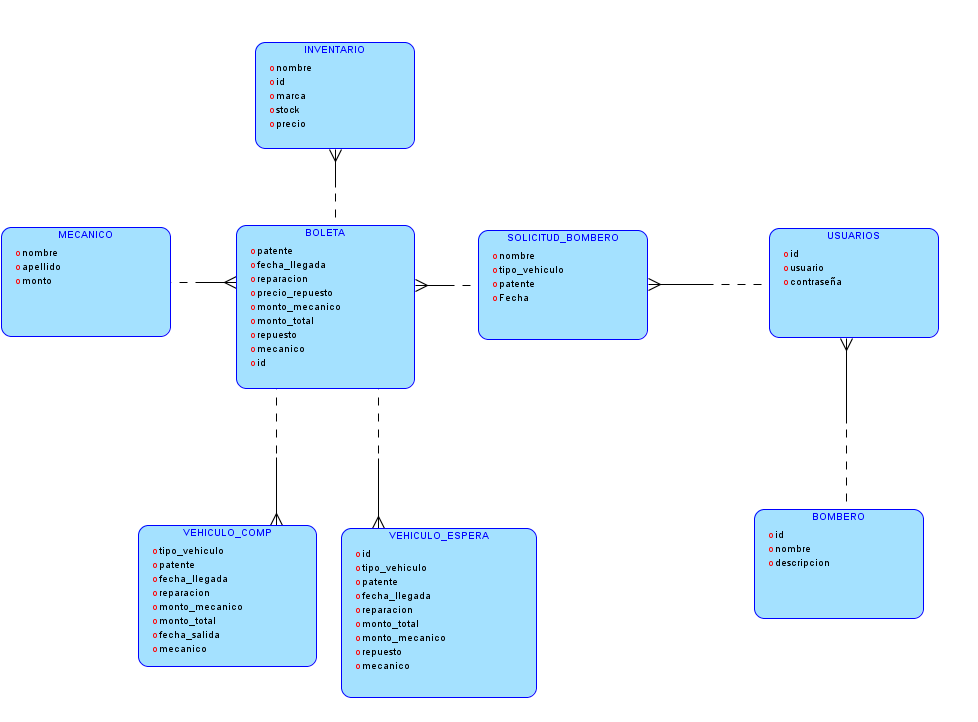 INVENTARIO
nombre
id
marca
stock
precio
MECANICO
nombre
apellido
monto
BOLETA
patente
fecha_llegada
reparacion
precio_repuesto
monto_mecanico
monto_total
repuesto
mecanico
id
SOLICITUD_BOMBERO
nombre
tipo_vehiculo
patente
Fecha
USUARIOS
id
usuario
contraseña
VEHICULO_COMP
tipo_vehiculo
patente
fecha_llegada
reparacion
monto_mecanico
monto_total
fecha_salida
mecanico
VEHICULO_ESPERA
id
tipo_vehiculo
patente
fecha_llegada
reparacion
monto_total
monto_mecanico
repuesto
mecanico
BOMBERO
id
nombre
descripcion